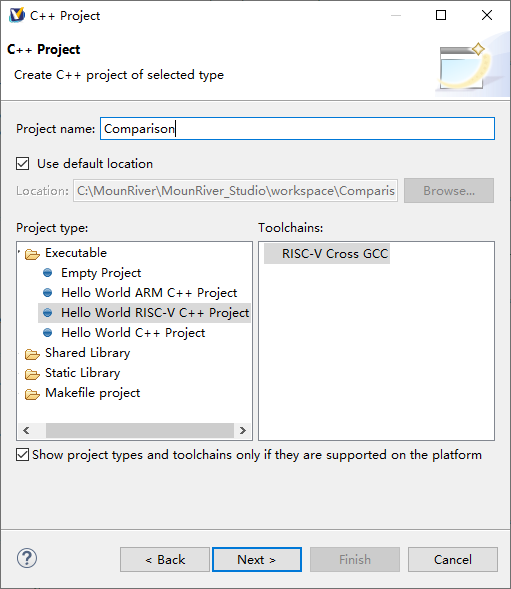 C++ Project
C++ Project
Create C++ project of selected type
Project name: Comparison
Use default location
Location: C:\MounRiver\MounRiver_Studio\workspace\Comparis Browse...
Project type: Toolchains:
Executable RISC-V Cross GCC
Empty Project
Hello World ARM C++ Project
Hello World RISC-V C++ Project
Hello World C++ Project
Shared Library
Static Library
Makefile project
Show project types and toolchains only if they are supported on the platform
? < Back Next > Finish Cancel